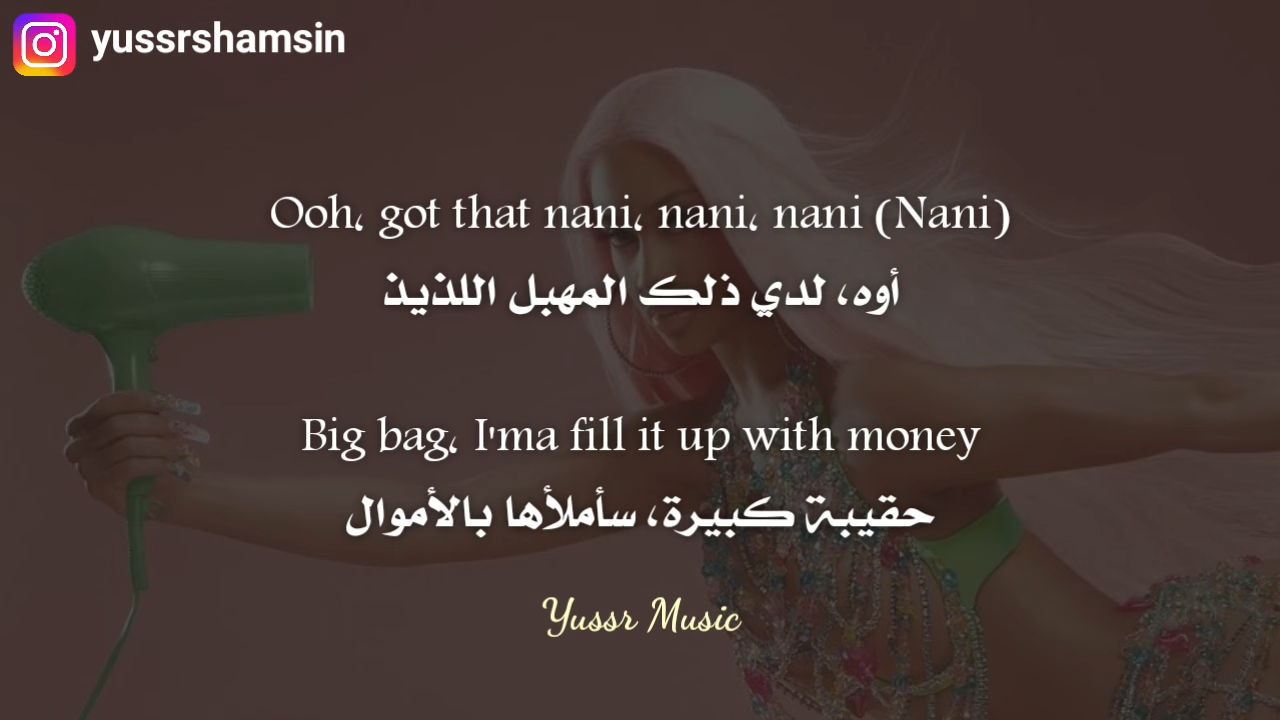 yussrshamsin
Ooh، got that nani، nani، nani (Nani)
أوه، لدي ذلك المهبل اللذيذ
Big bag، I'ma fill it up with money
حقيبة كبيرة، سأملأها بالأموال
Yussr Music